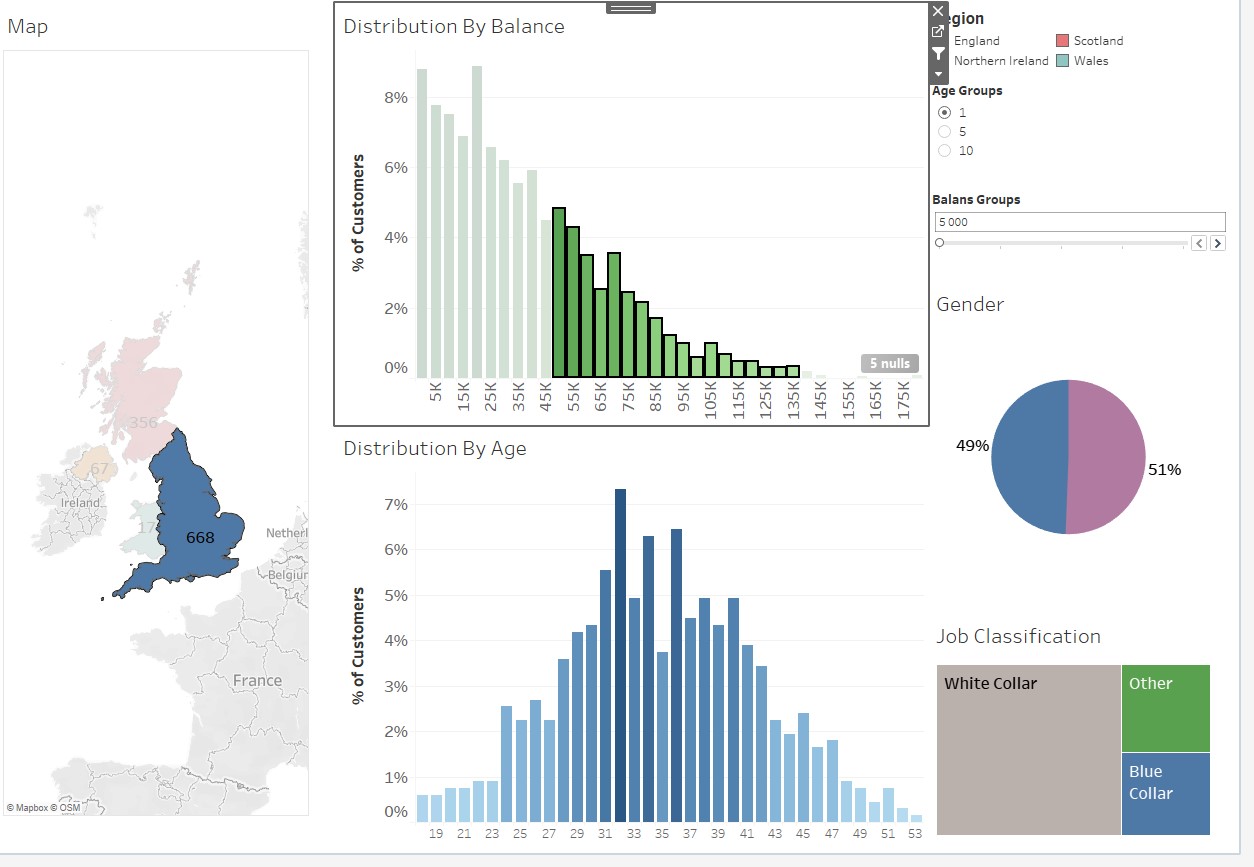 Map
356
67
Ireland
17
668
Netherl
Belgiun
France
© Mapbox © OSM
Distribution By Balance
% of Customers
8%
6%
4%
2%
0%
5 nulls
5K
15K
25K
35K
45K
55K
65K
75K
85K
95K
105K
115K
125K
135K
145K
155K
165K
175K
Distribution By Age
% of Customers
7%
6%
5%
4%
3%
2%
1%
0%
19 21 23 25 27 29 31 33 35 37 39 41 43 45 47 49 51 53
egion
England Scotland
Northern Ireland Wales
Age Groups
1
5
10
Balans Groups
5 000
Gender
49%
51%
Job Classification
White Collar
Other
Blue
Collar